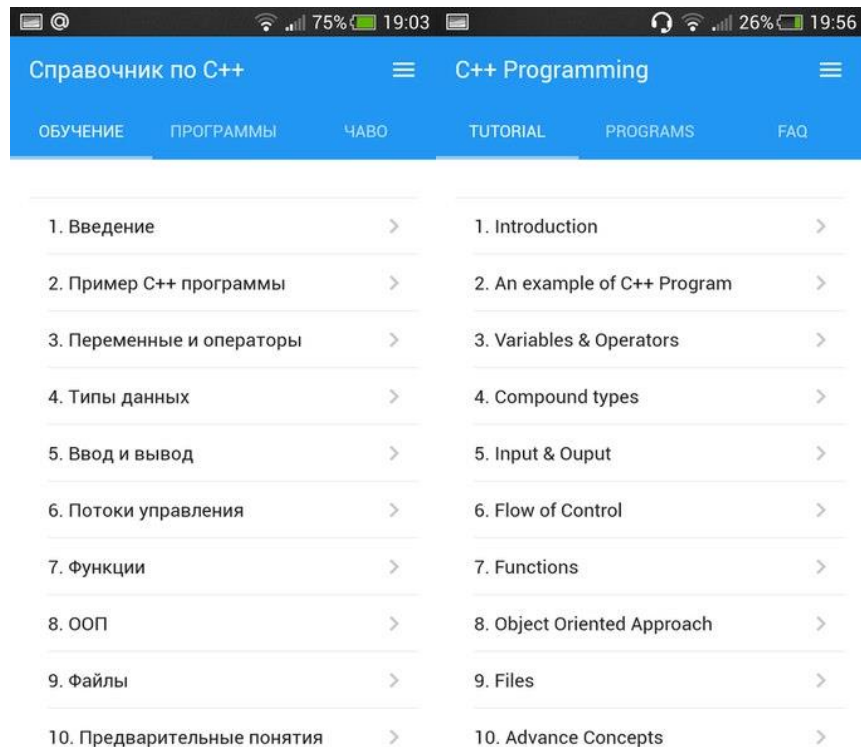 75% 19:03
Справочник по C++
ОБУЧЕНИЕ ПРОГРАММЫ ЧАВО
1. Введение
2. Пример C++ программы
3. Переменные и операторы
4. Типы данных
5. Ввод и вывод
6. Потоки управления
7. Функции
8. ООП
9. Файлы
10. Предварительные понятия
26% 19:56
C++ Programming
TUTORIAL PROGRAMS FAQ
1. Introduction
2. An example of C++ Program
3. Variables & Operators
4. Compound types
5. Input & Ouput
6. Flow of Control
7. Functions
8. Object Oriented Approach
9. Files
10. Advance Concepts